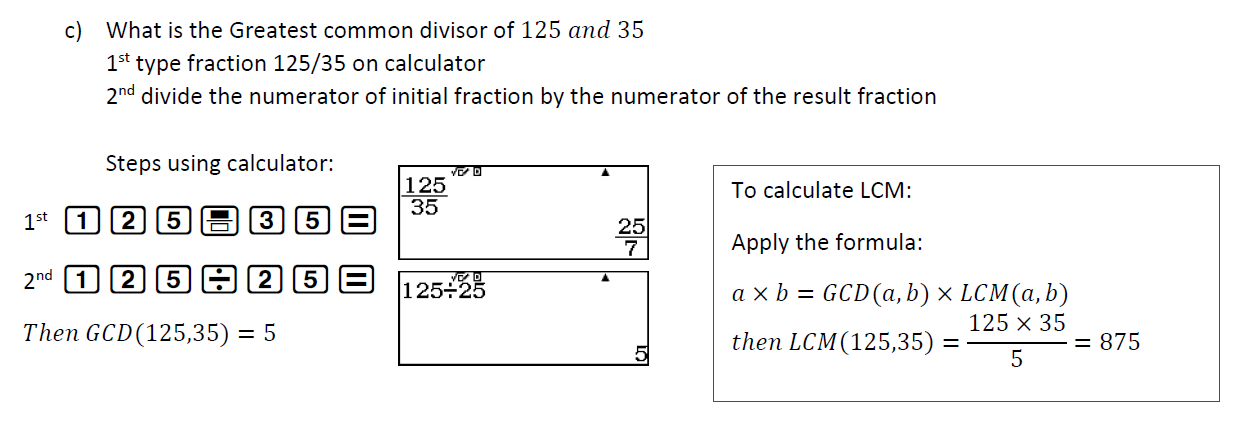 c) What is the Greatest common divisor of 125 and 35
1st type fraction 125/35 on calculator
2nd divide the numerator of initial fraction by the numerator of the result fraction
Steps using calculator:
1st 1 2 5 3 5 =
2nd 1 2 5 ÷ 2 5 =
Then GCD(125,35) = 5
125
35
25
7
125÷25
5
To calculate LCM:
Apply the formula:
a × b = GCD(a, b) × LCM(a, b)
then LCM(125,35) = 125 × 35 / 5 = 875